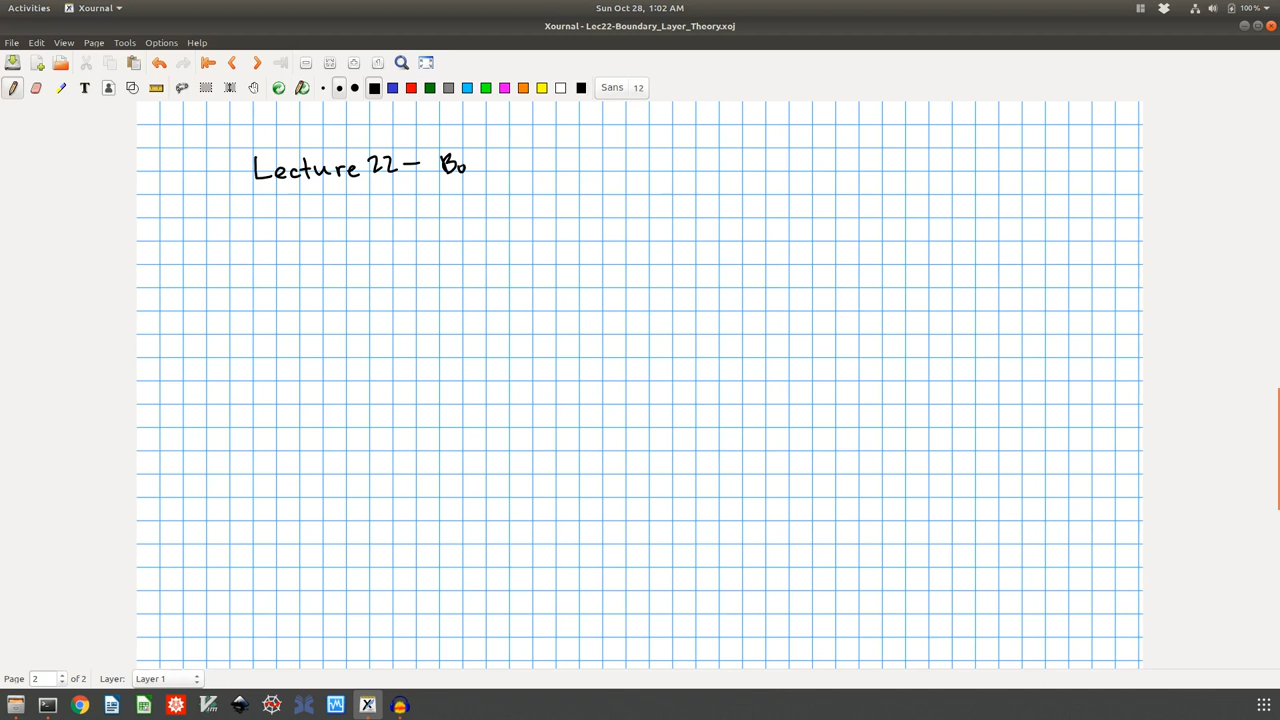 Activities Xournal Sun Oct 28, 1:02 AM 100 %
Xournal - Lec22-Boundary_Layer_Theory.xoj
File Edit View Page Tools Options Help
T Sans 12
Lecture 22 - Bo
Page 2 of 2 Layer: Layer 1